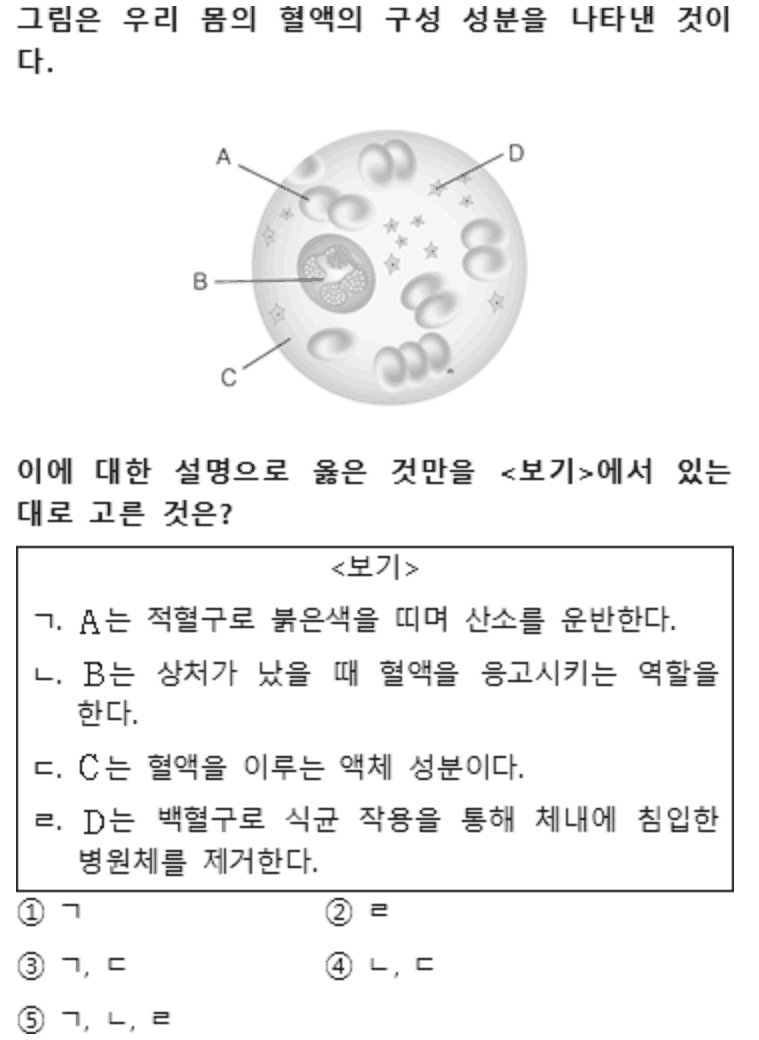 그림은 우리 몸의 혈액의 구성 성분을 나타낸 것이
다.
A
D
B
C
이에 대한 설명으로 옳은 것만을 <보기>에서 있는
대로 고른 것은?
<보기>
ㄱ. A는 적혈구로 붉은색을 띠며 산소를 운반한다.
ㄴ. B는 상처가 났을 때 혈액을 응고시키는 역할을
한다.
ㄷ. C는 혈액을 이루는 액체 성분이다.
ㄹ. D는 백혈구로 식균 작용을 통해 체내에 침입한
병원체를 제거한다.
① ㄱ ② ㄹ
③ ㄱ, ㄷ ④ ㄴ, ㄷ
⑤ ㄱ, ㄴ, ㄹ